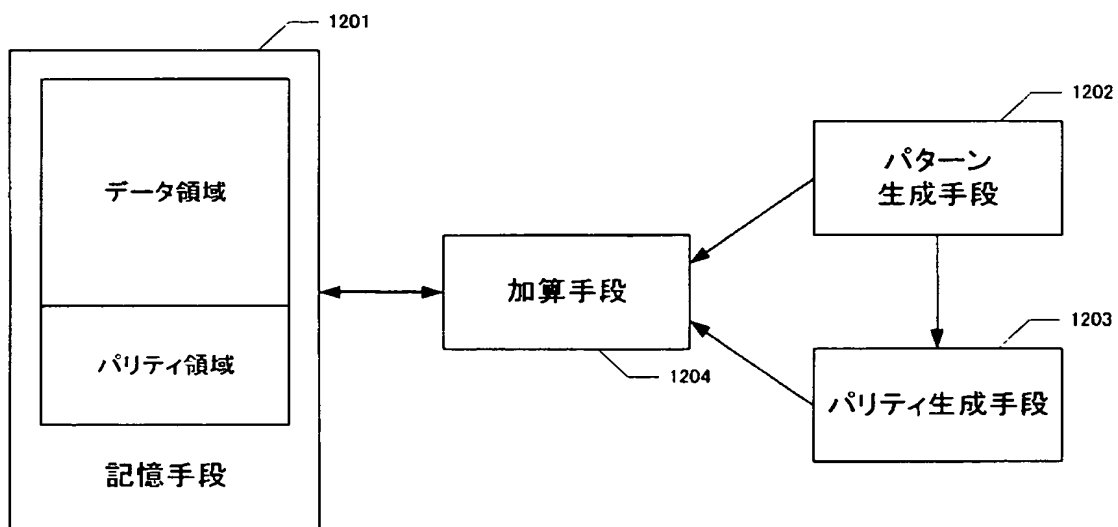 1201
データ領域
パリティ領域
記憶手段
加算手段
1204
1202
パターン
生成手段
1203
パリティ生成手段